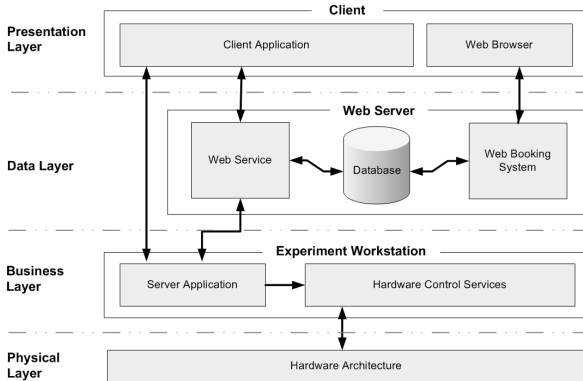 Client
Presentation
Layer
Client Application
Web Browser
Web Server
Data Layer
Web Service
Database
Web Booking
System
Experiment Workstation
Business
Layer
Server Application
Hardware Control Services
Physical
Layer
Hardware Architecture